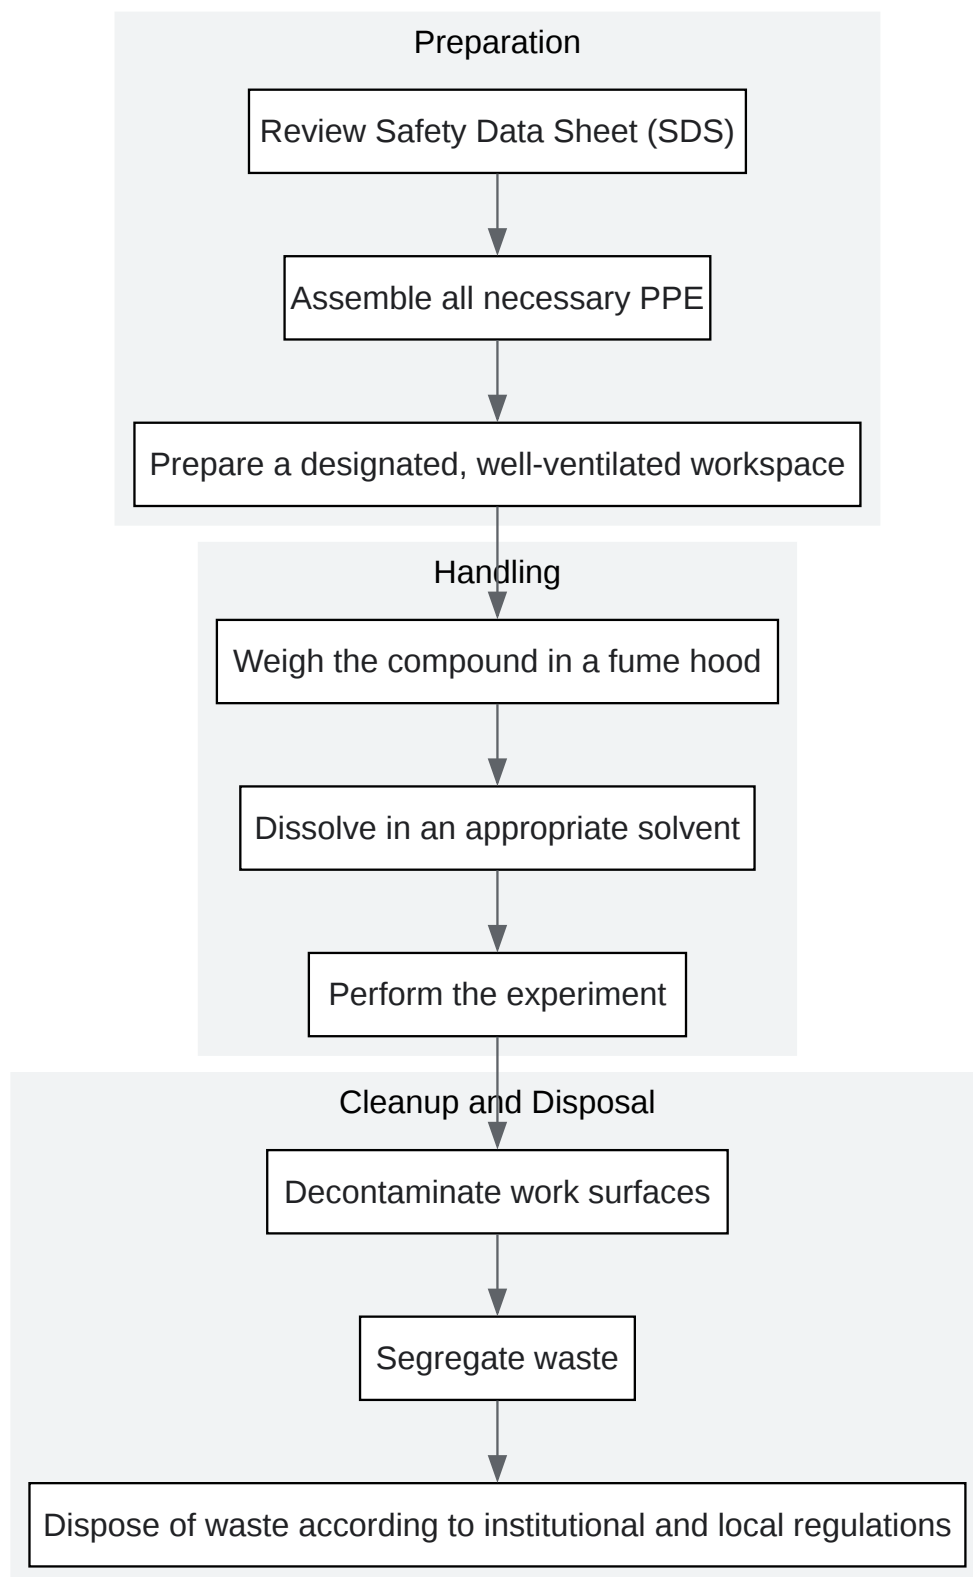 Preparation
Review Safety Data Sheet (SDS)
Assemble all necessary PPE
Prepare a designated, well-ventilated workspace
Handling
Weigh the compound in a fume hood
Dissolve in an appropriate solvent
Perform the experiment
Cleanup and Disposal
Decontaminate work surfaces
Segregate waste
Dispose of waste according to institutional and local regulations